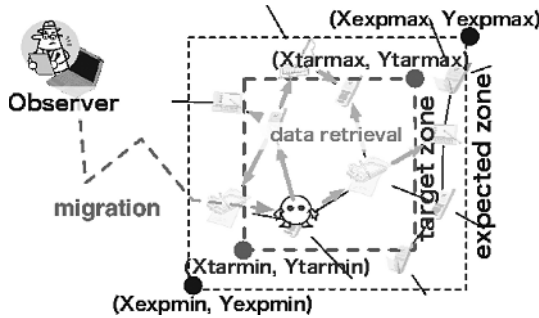 (Xexpmax, Yexpmax)
(Xtarmax, Ytarmax)
Observer
data retrieval
target zone
expected zone
migration
(Xtarmin, Ytarmin)
(Xexpmin, Yexpmin)